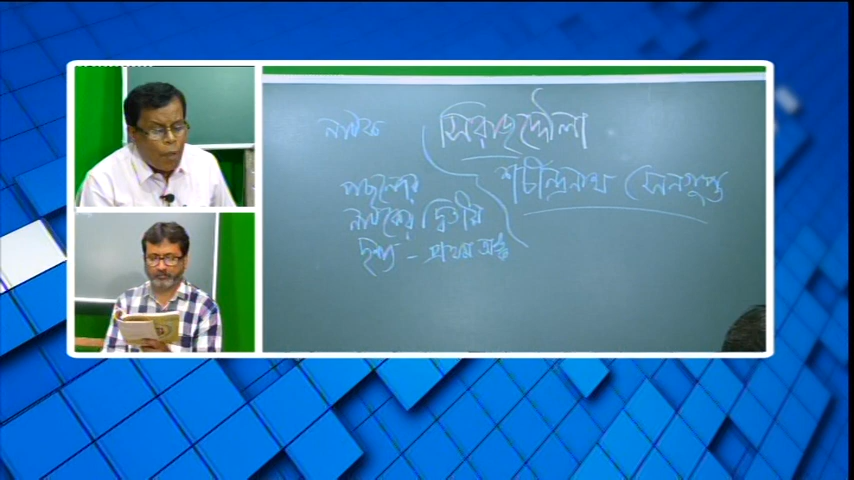 নাটক
সিরাজদ্দৌলা
শচীন্দ্রনাথ সেনগুপ্ত
নাটকের দ্বিতীয়
দৃশ্য - প্রথম অঙ্ক